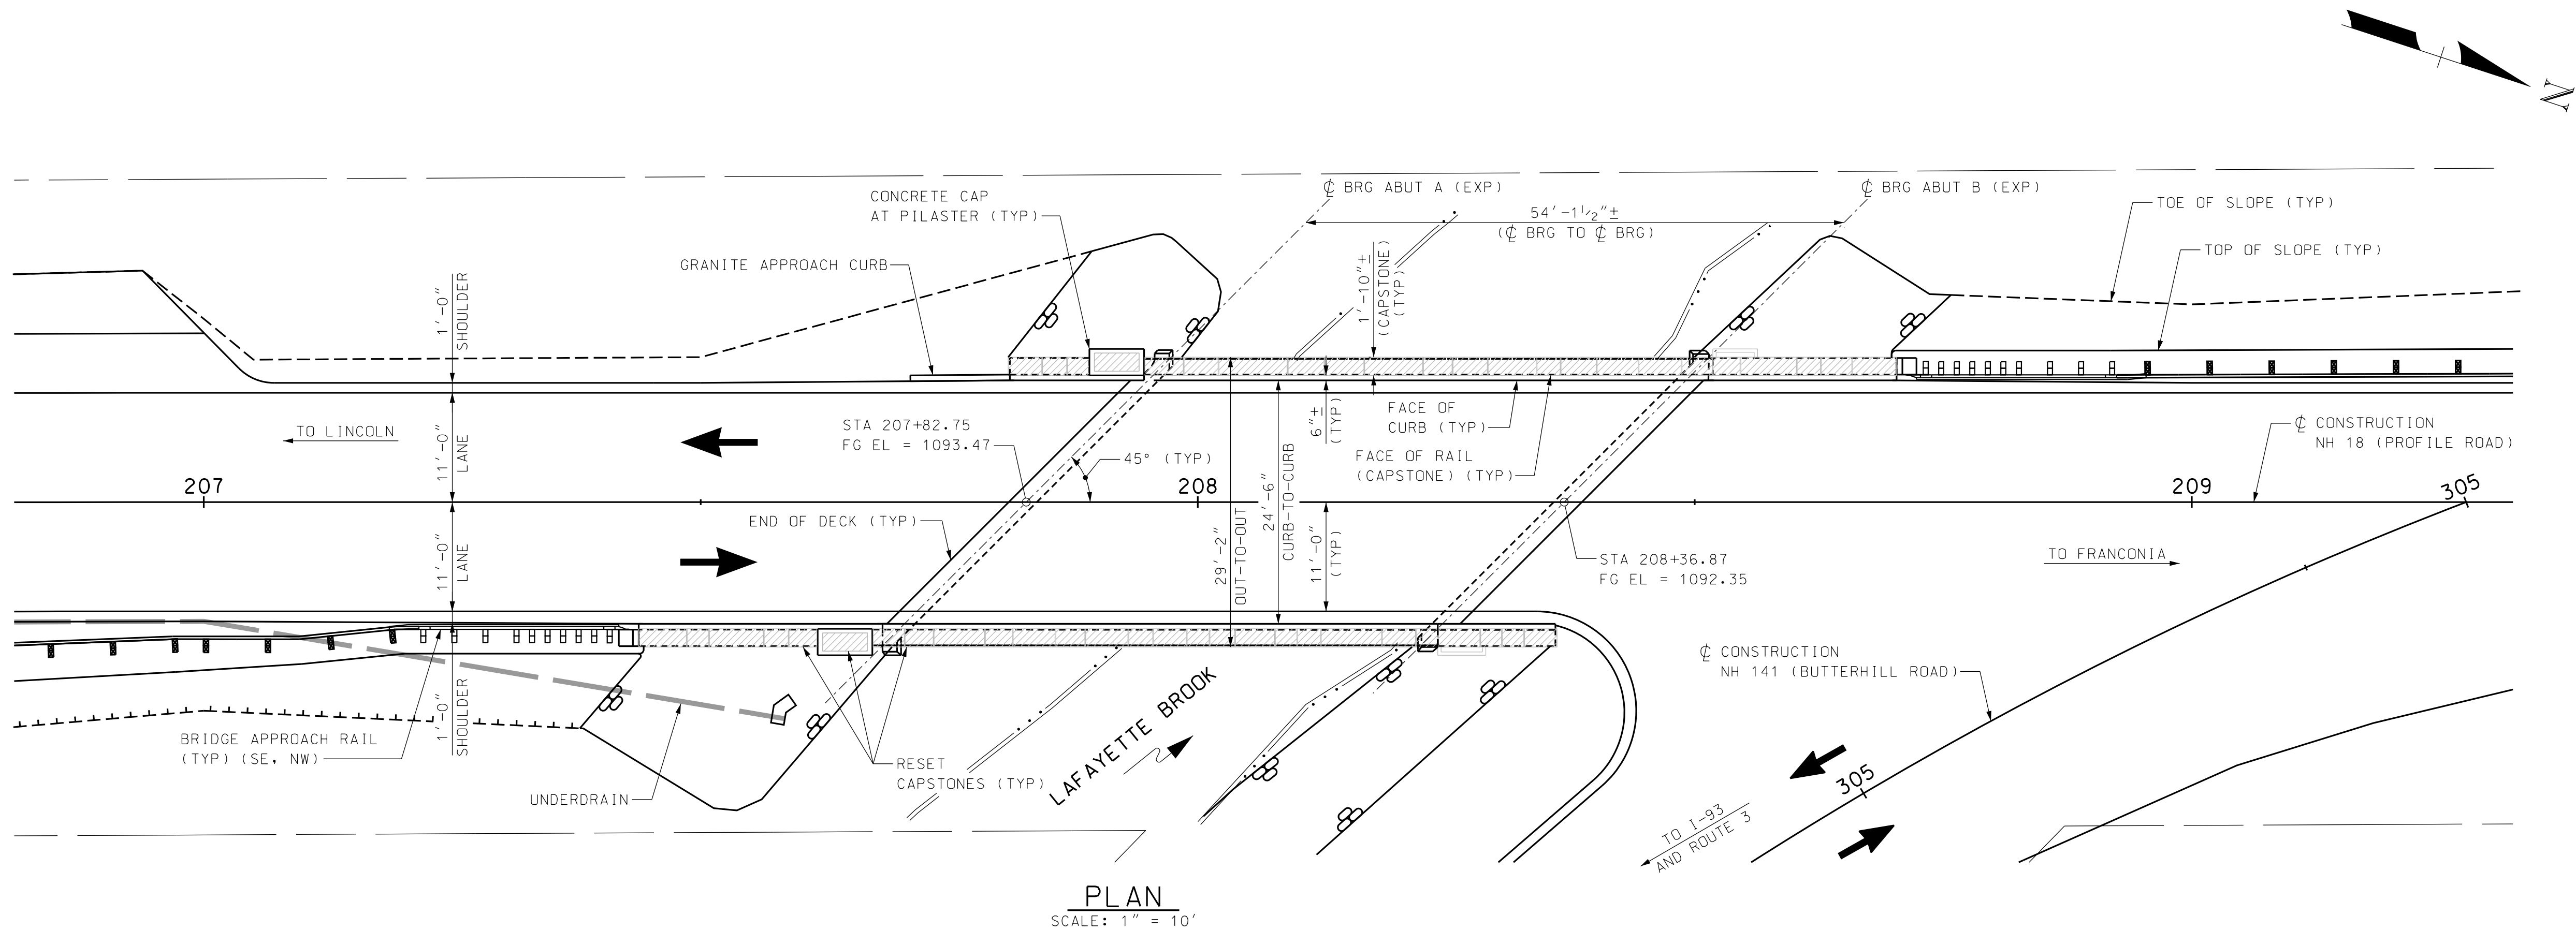 N
CONCRETE CAP
AT PILASTER (TYP)
GRANITE APPROACH CURB
℄ BRG ABUT A (EXP)
54'-1 1/2"±
(℄ BRG TO ℄ BRG)
℄ BRG ABUT B (EXP)
TOE OF SLOPE (TYP)
TOP OF SLOPE (TYP)
1'-0"
SHOULDER
1'-10"±
(CAPSTONE)
(TYP)
TO LINCOLN
11'-0"
LANE
STA 207+82.75
FG EL = 1093.47
45° (TYP)
6"±
(TYP)
FACE OF
CURB (TYP)
FACE OF RAIL
(CAPSTONE) (TYP)
℄ CONSTRUCTION
NH 18 (PROFILE ROAD)
207
208
209
305
END OF DECK (TYP)
11'-0"
LANE
29'-2"
OUT-TO-OUT
24'-6"
CURB-TO-CURB
11'-0"
(TYP)
STA 208+36.87
FG EL = 1092.35
TO FRANCONIA
℄ CONSTRUCTION
NH 141 (BUTTERHILL ROAD)
1'-0"
SHOULDER
BRIDGE APPROACH RAIL
(TYP) (SE, NW)
UNDERDRAIN
RESET
CAPSTONES (TYP)
LAFAYETTE BROOK
305
TO I-93
AND ROUTE 3
PLAN
SCALE: 1" = 10'